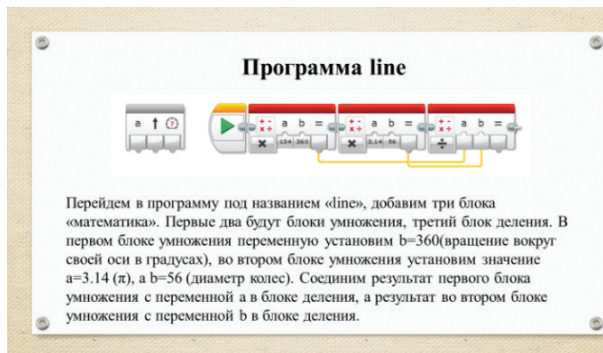 Программа line
a b = a b = a b =
134 360 3.14 56
Перейдем в программу под названием «line», добавим три блока
«математика». Первые два будут блоки умножения, третий блок деления. В
первом блоке умножения переменную установим b=360(вращение вокруг
своей оси в градусах), во втором блоке умножения установим значение
a=3.14 (π), а b=56 (диаметр колес). Соединим результат первого блока
умножения с переменной а в блоке деления, а результат во втором блоке
умножения с переменной b в блоке деления.